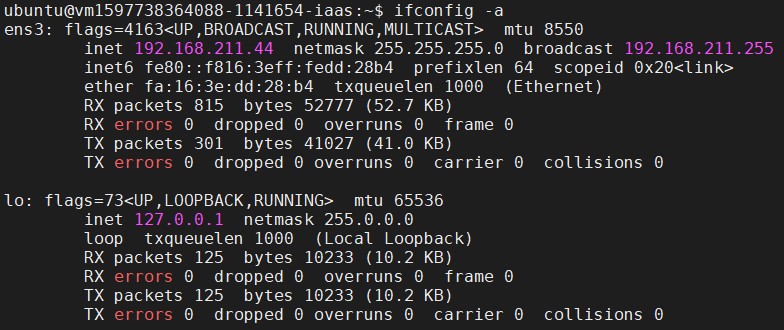 ubuntu@vm1597738364088-1141654-iaas:~$ ifconfig -a
ens3: flags=4163<UP,BROADCAST,RUNNING,MULTICAST>  mtu 8550
        inet 192.168.211.44  netmask 255.255.255.0  broadcast 192.168.211.255
        inet6 fe80::f816:3eff:fedd:28b4  prefixlen 64  scopeid 0x20<link>
        ether fa:16:3e:dd:28:b4  txqueuelen 1000  (Ethernet)
        RX packets 815  bytes 52777 (52.7 KB)
        RX errors 0  dropped 0  overruns 0  frame 0
        TX packets 301  bytes 41027 (41.0 KB)
        TX errors 0  dropped 0 overruns 0  carrier 0  collisions 0

lo: flags=73<UP,LOOPBACK,RUNNING>  mtu 65536
        inet 127.0.0.1  netmask 255.0.0.0
        loop  txqueuelen 1000  (Local Loopback)
        RX packets 125  bytes 10233 (10.2 KB)
        RX errors 0  dropped 0  overruns 0  frame 0
        TX packets 125  bytes 10233 (10.2 KB)
        TX errors 0  dropped 0 overruns 0  carrier 0  collisions 0